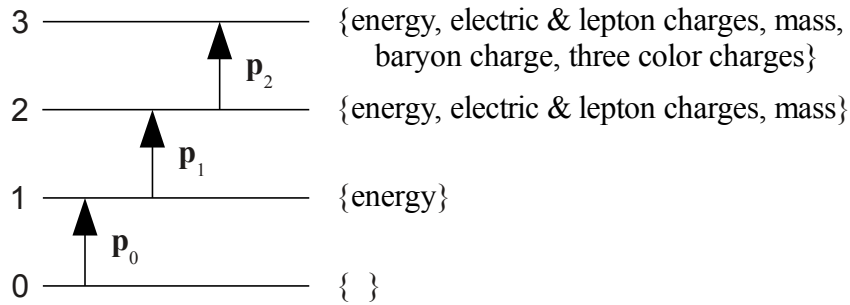 3 {energy, electric & lepton charges, mass,
baryon charge, three color charges}
p₂
2 {energy, electric & lepton charges, mass}
p₁
1 {energy}
p₀
0 { }